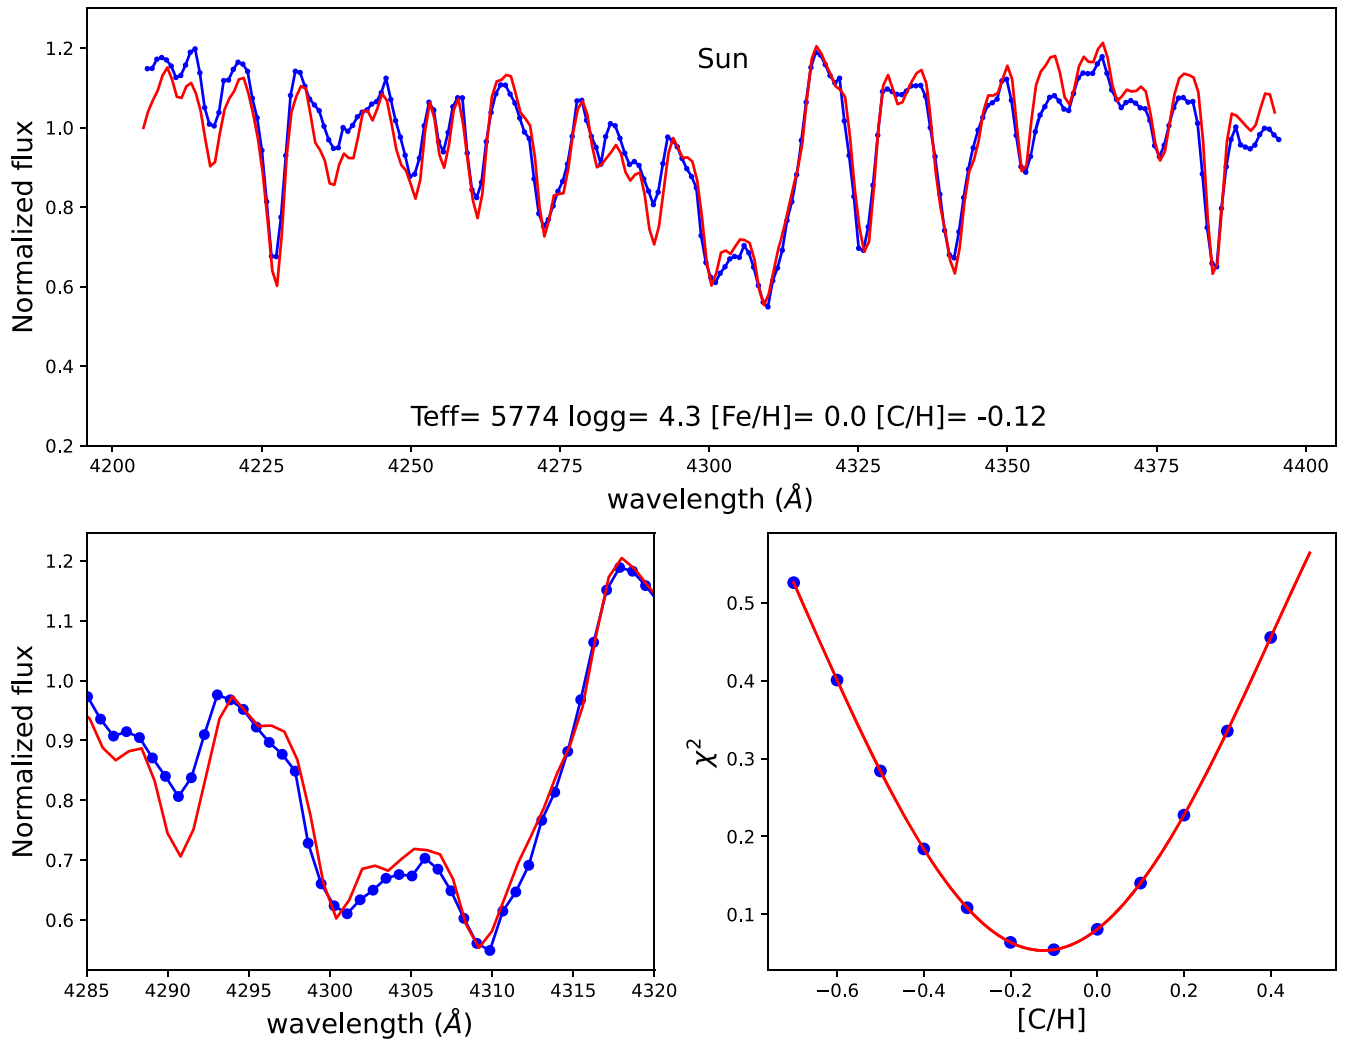 1.2
1.0
0.8
0.6
0.4
0.2
Normalized flux
Sun
Teff= 5774 logg= 4.3 [Fe/H]= 0.0 [C/H]= -0.12
4200 4225 4250 4275 4300 4325 4350 4375 4400
wavelength (Å)
1.2
1.1
1.0
0.9
0.8
0.7
0.6
Normalized flux
4285 4290 4295 4300 4305 4310 4315 4320
wavelength (Å)
0.5
0.4
0.3
0.2
0.1
χ²
−0.6 −0.4 −0.2 0.0 0.2 0.4
[C/H]